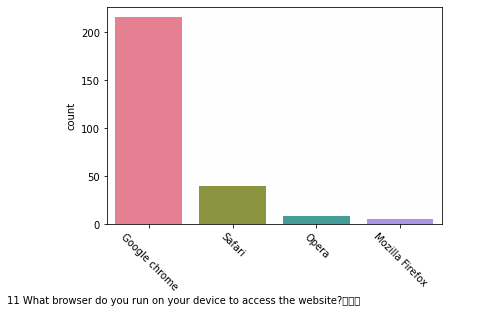 200
150
100
50
0
count
Google chrome
Safari
Opera
Mozilla Firefox
11 What browser do you run on your device to access the website?